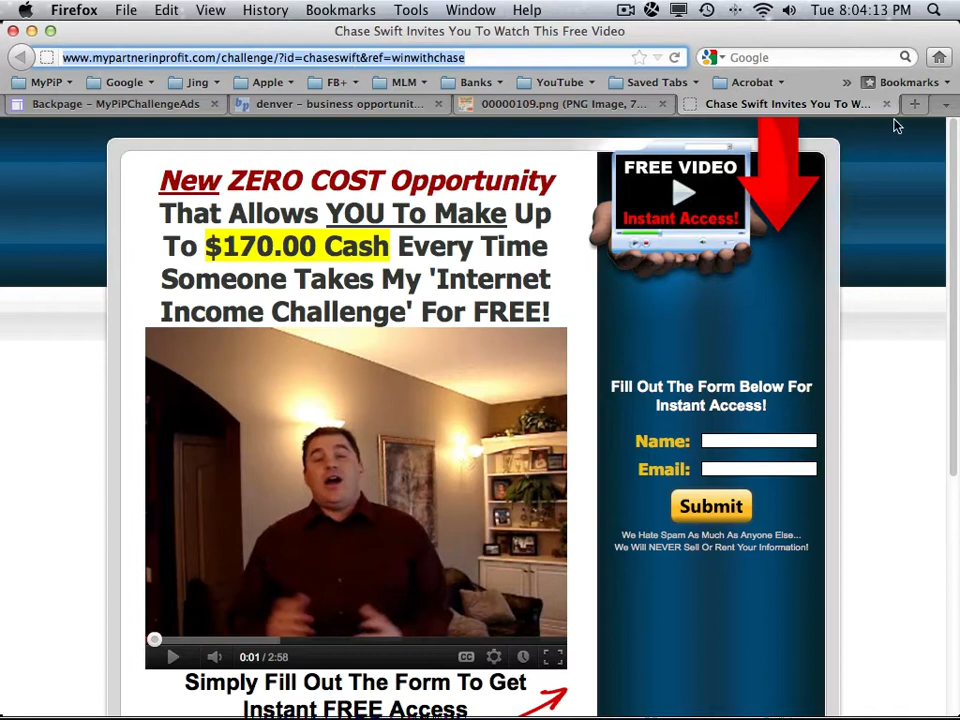 Firefox File Edit View History Bookmarks Tools Window Help Tue 8:04:13 PM
Chase Swift Invites You To Watch This Free Video
www.mypartnerinprofit.com/challenge/?id=chaseswift&ref=winwithchase Google
MyPiP Google Jing Apple FB+ MLM Banks YouTube Saved Tabs Acrobat » Bookmarks
Backpage - MyPiPChallengeAds denver - business opportunit... 00000109.png (PNG Image, 7... Chase Swift Invites You To W...
New ZERO COST Opportunity
That Allows YOU To Make Up
To $170.00 Cash Every Time
Someone Takes My 'Internet
Income Challenge' For FREE!
FREE VIDEO
Instant Access!
Fill Out The Form Below For
Instant Access!
Name:
Email:
Submit
We Hate Spam As Much As Anyone Else...
We Will NEVER Sell Or Rent Your Information!
0:01 / 2:58 CC
Simply Fill Out The Form To Get
Instant FREE Access